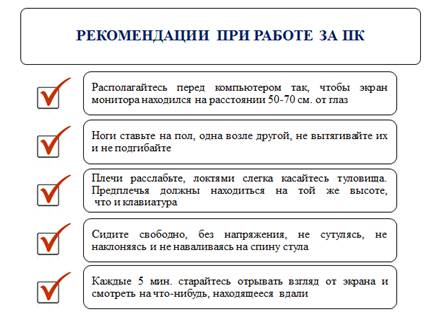 РЕКОМЕНДАЦИИ ПРИ РАБОТЕ ЗА ПК
Располагайтесь перед компьютером так, чтобы экран
монитора находился на расстоянии 50-70 см. от глаз
Ноги ставьте на пол, одна возле другой, не вытягивайте их
и не подгибайте
Плечи расслабьте, локтями слегка касайтесь туловища.
Предплечья должны находиться на той же высоте,
что и клавиатура
Сидите свободно, без напряжения, не сутулясь, не
наклоняясь и не наваливаясь на спину стула
Каждые 5 мин. старайтесь отрывать взгляд от экрана и
смотреть на что-нибудь, находящееся вдали